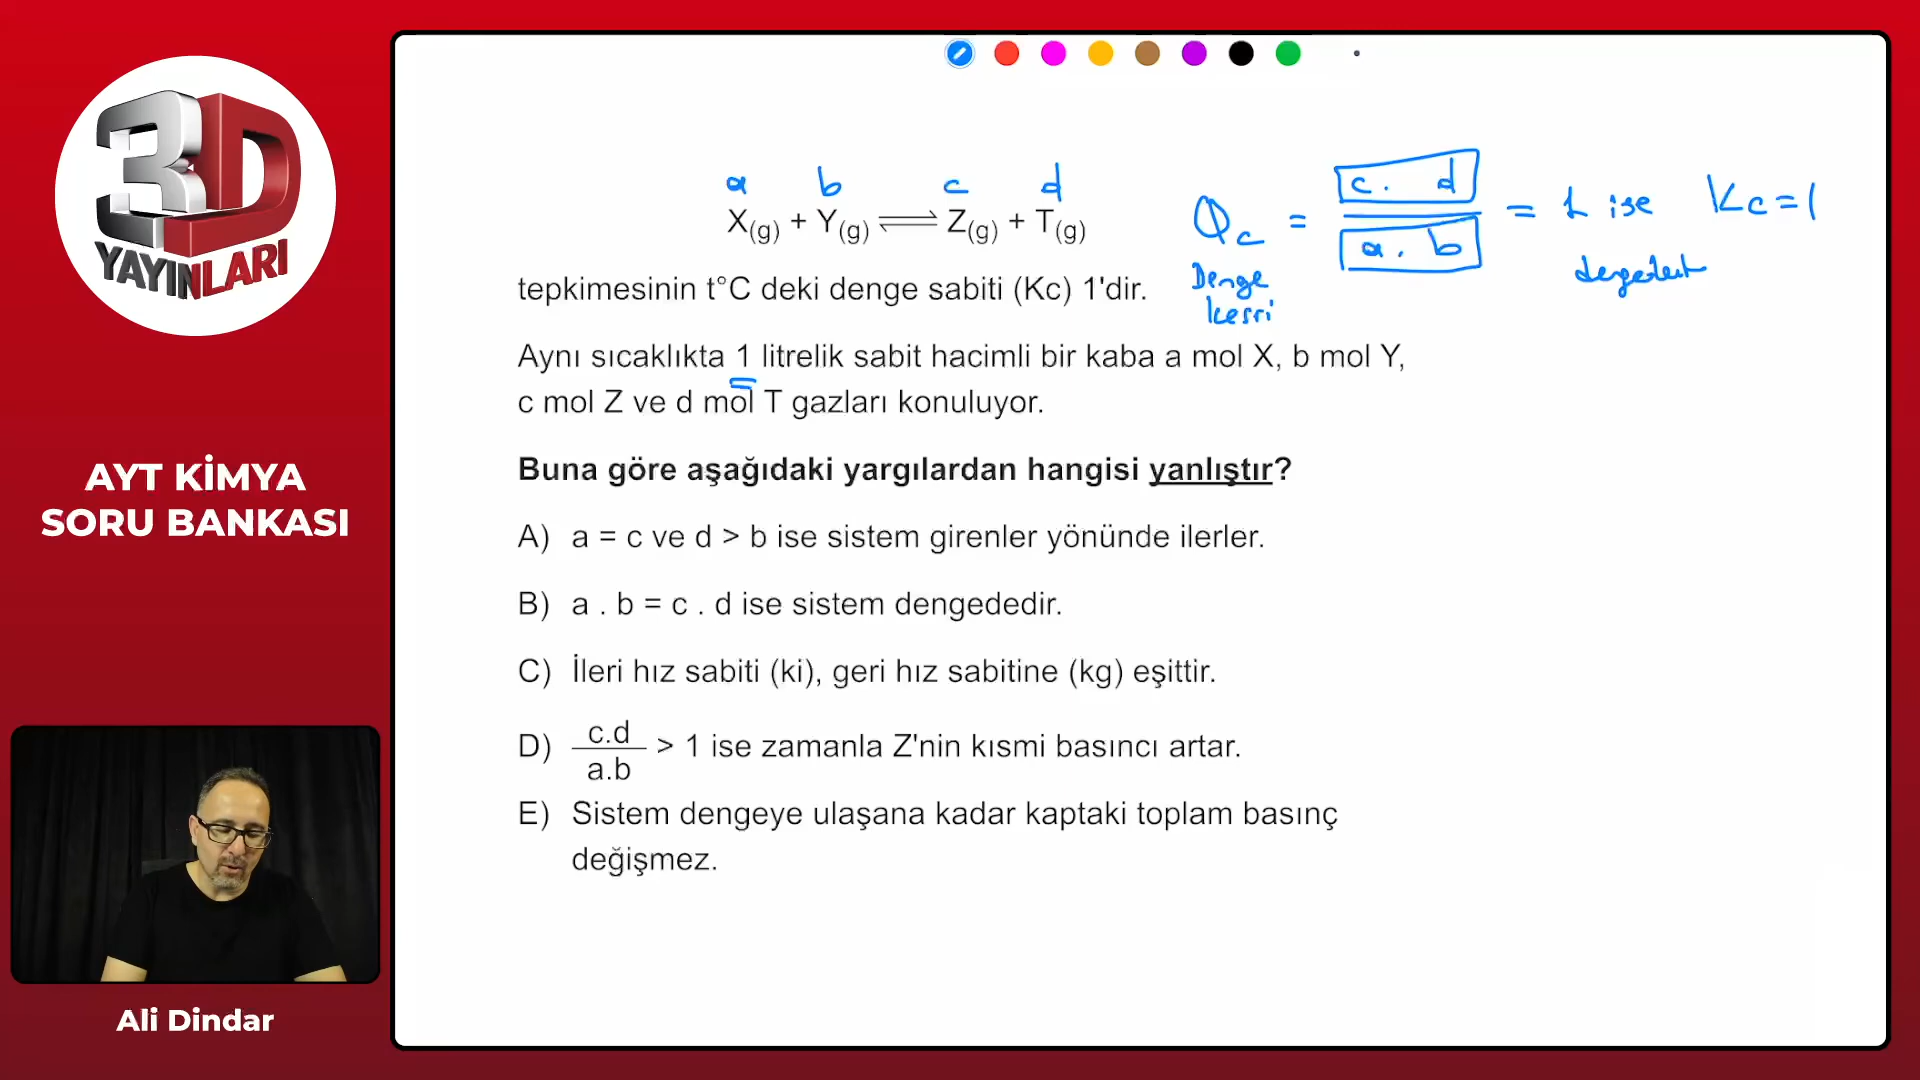 3D
YAYINLARI
AYT KİMYA
SORU BANKASI
Ali Dindar
a b c d
X(g) + Y(g) ⇌ Z(g) + T(g)
Qc = c . d / a . b = 1 ise Kc = 1
Denge
kesri
tepkimesinin t°C deki denge sabiti (Kc) 1'dir.
Aynı sıcaklıkta 1 litrelik sabit hacimli bir kaba a mol X, b mol Y,
c mol Z ve d mol T gazları konuluyor.
Buna göre aşağıdaki yargılardan hangisi yanlıştır?
A) a = c ve d > b ise sistem girenler yönünde ilerler.
B) a . b = c . d ise sistem dengededir.
C) İleri hız sabiti (ki), geri hız sabitine (kg) eşittir.
D) c.d / a.b > 1 ise zamanla Z'nin kısmi basıncı artar.
E) Sistem dengeye ulaşana kadar kaptaki toplam basınç
değişmez.